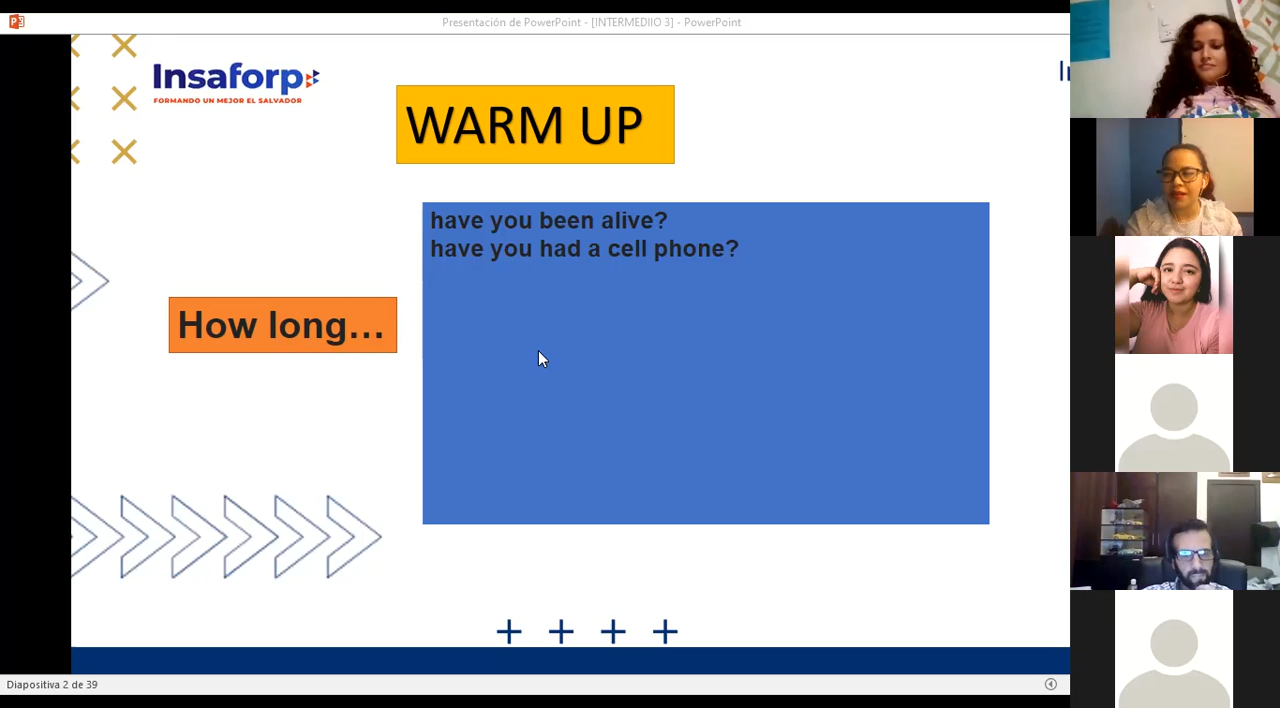 Presentación de PowerPoint - [INTERMEDIIO 3] - PowerPoint
Insaforp
FORMANDO UN MEJOR EL SALVADOR
WARM UP
have you been alive?
have you had a cell phone?
How long...
Diapositiva 2 de 39